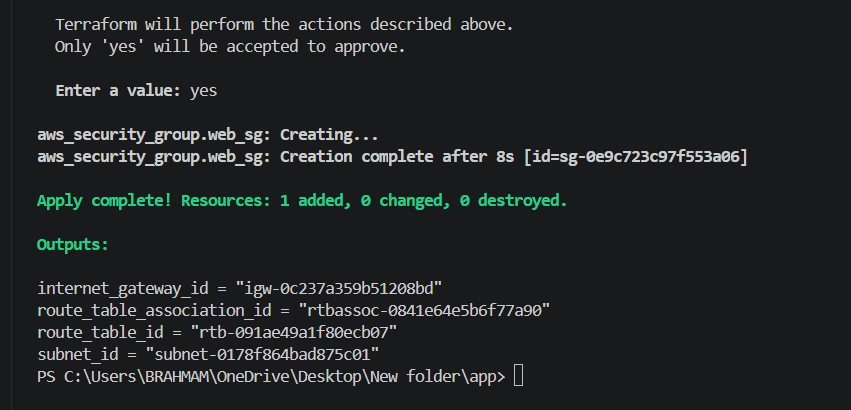 Terraform will perform the actions described above.
Only 'yes' will be accepted to approve.
Enter a value: yes
aws_security_group.web_sg: Creating...
aws_security_group.web_sg: Creation complete after 8s [id=sg-0e9c723c97f553a06]
Apply complete! Resources: 1 added, 0 changed, 0 destroyed.
Outputs:
internet_gateway_id = "igw-0c237a359b51208bd"
route_table_association_id = "rtbassoc-0841e64e5b6f77a90"
route_table_id = "rtb-091ae49a1f80ecb07"
subnet_id = "subnet-0178f864bad875c01"
PS C:\Users\BRAHMAM\OneDrive\Desktop\New folder\app>